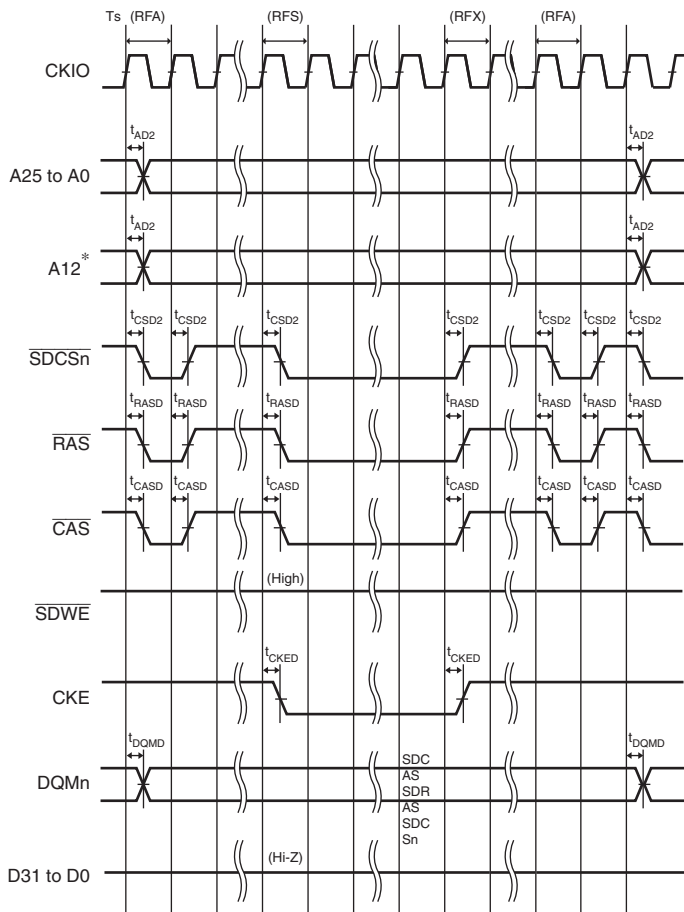 Ts (RFA) (RFS) (RFX) (RFA)
CKIO
tAD2 tAD2
A25 to A0
tAD2 tAD2
A12*
tCSD2 tCSD2 tCSD2 tCSD2 tCSD2 tCSD2 tCSD2
SDCSn
tRASD tRASD tRASD tRASD tRASD tRASD tRASD
RAS
tCASD tCASD tCASD tCASD tCASD tCASD tCASD
CAS
(High)
SDWE
tCKED tCKED
CKE
tDQMD tDQMD
DQMn
SDC
AS
SDR
AS
SDC
Sn
(Hi-Z)
D31 to D0